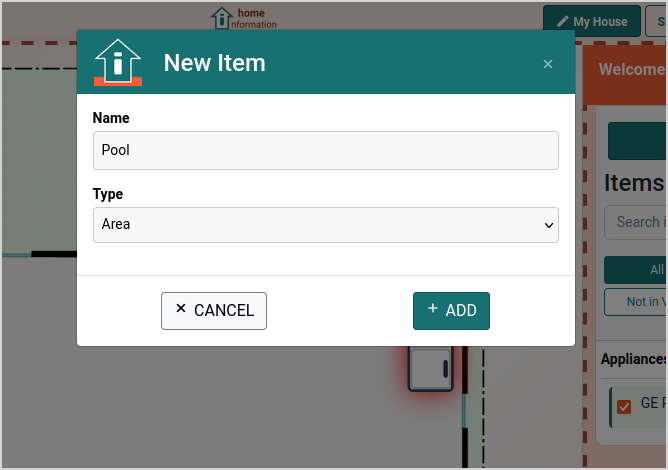 home
information
My House
New Item
×
Welcome
Name
Pool
Items
Type
Area
Search
All
Not in
CANCEL
ADD
Appliances
GE